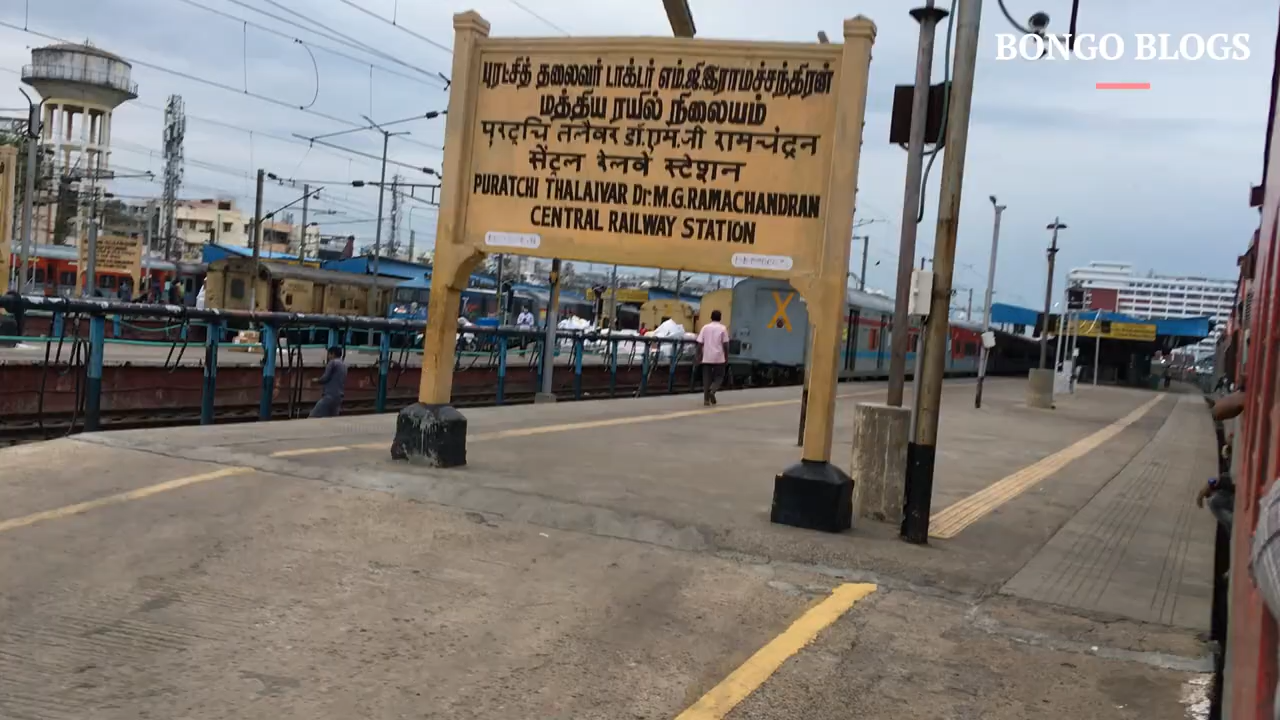 BONGO BLOGS
புரட்சித் தலைவர் டாக்டர் எம்.ஜி.இராமச்சந்திரன்
மத்திய ரயில் நிலையம்
पुरट्चि तलैवर डॉ.एम.जी रामचंद्रन
सेंट्रल रेलवे स्टेशन
PURATCHI THALAIVAR Dr.M.G.RAMACHANDRAN
CENTRAL RAILWAY STATION
X